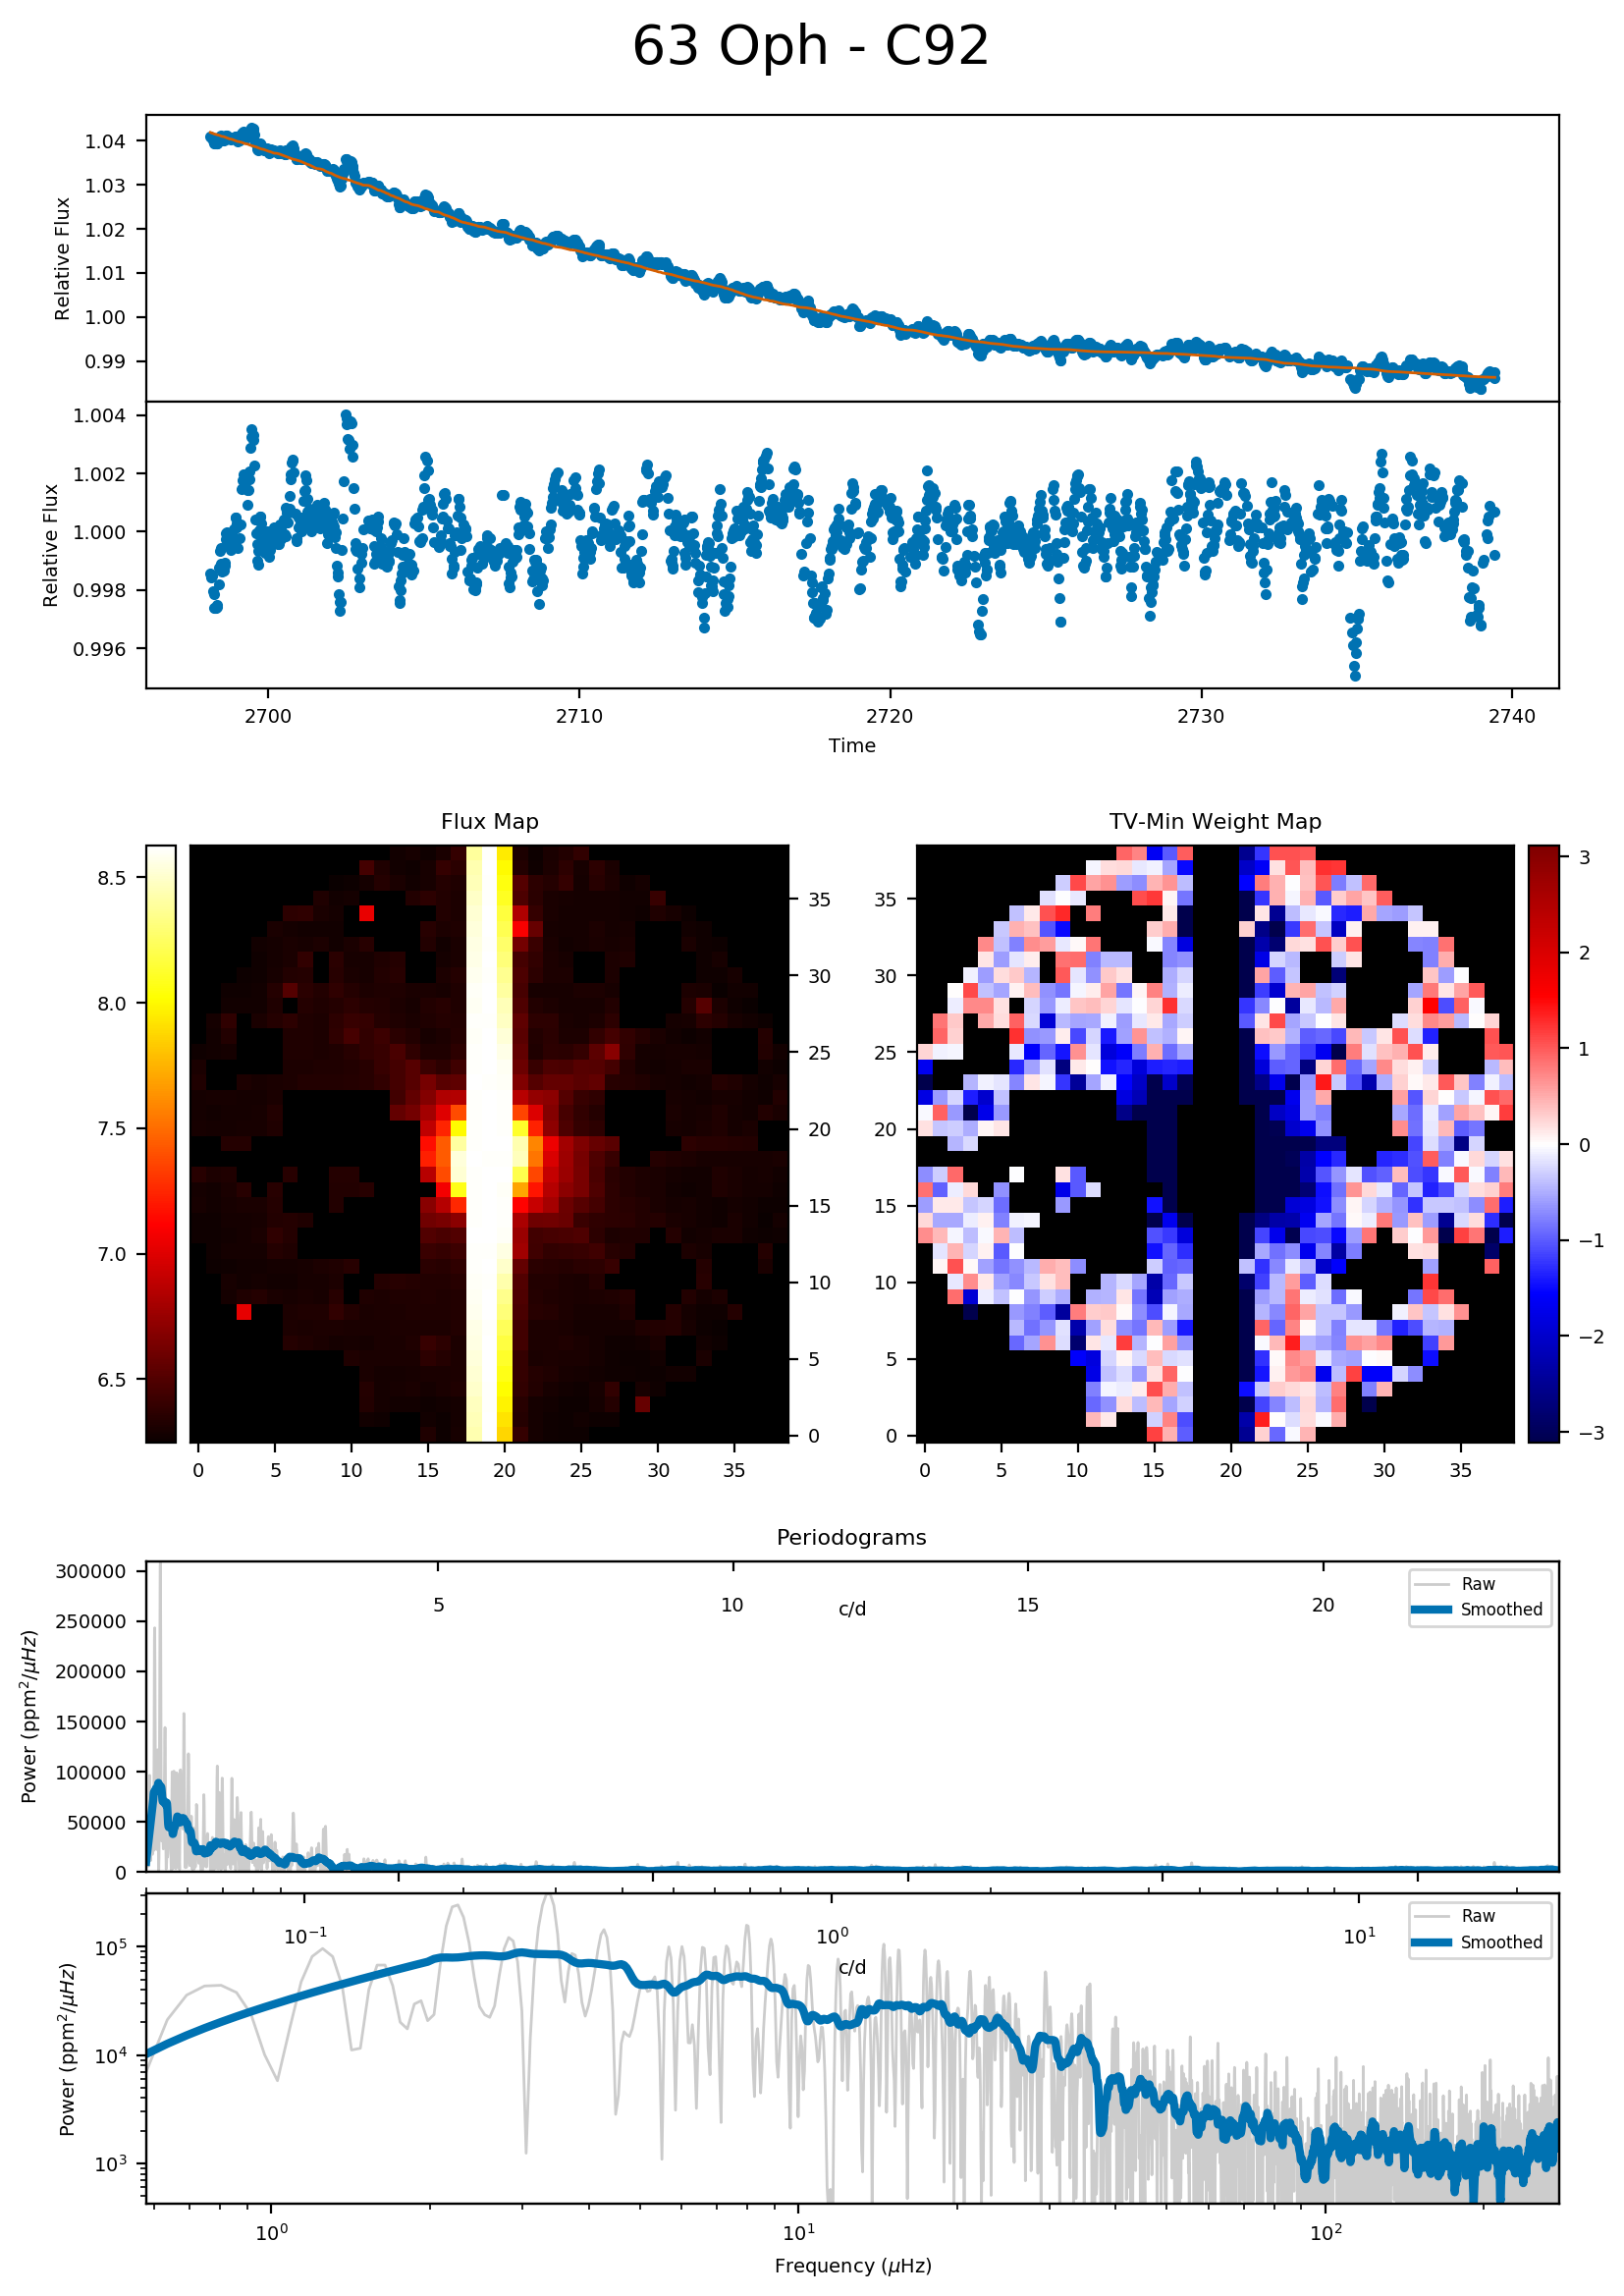 63 Oph - C92
1.04
1.03
1.02
1.01
1.00
0.99
Relative Flux
1.004
1.002
1.000
0.998
0.996
Relative Flux
2700 2710 2720 2730 2740
Time
Flux Map
8.5
8.0
7.5
7.0
6.5
35
30
25
20
15
10
5
0
0 5 10 15 20 25 30 35
TV-Min Weight Map
35
30
25
20
15
10
5
0
0 5 10 15 20 25 30 35
3
2
1
0
−1
−2
−3
Periodograms
300000
250000
200000
150000
100000
50000
0
Power (ppm²/μHz)
5 10 15 20
c/d
Raw
Smoothed
10⁵
10⁴
10³
Power (ppm²/μHz)
10⁻¹ 10⁰ 10¹
c/d
Raw
Smoothed
10⁰ 10¹ 10²
Frequency (μHz)